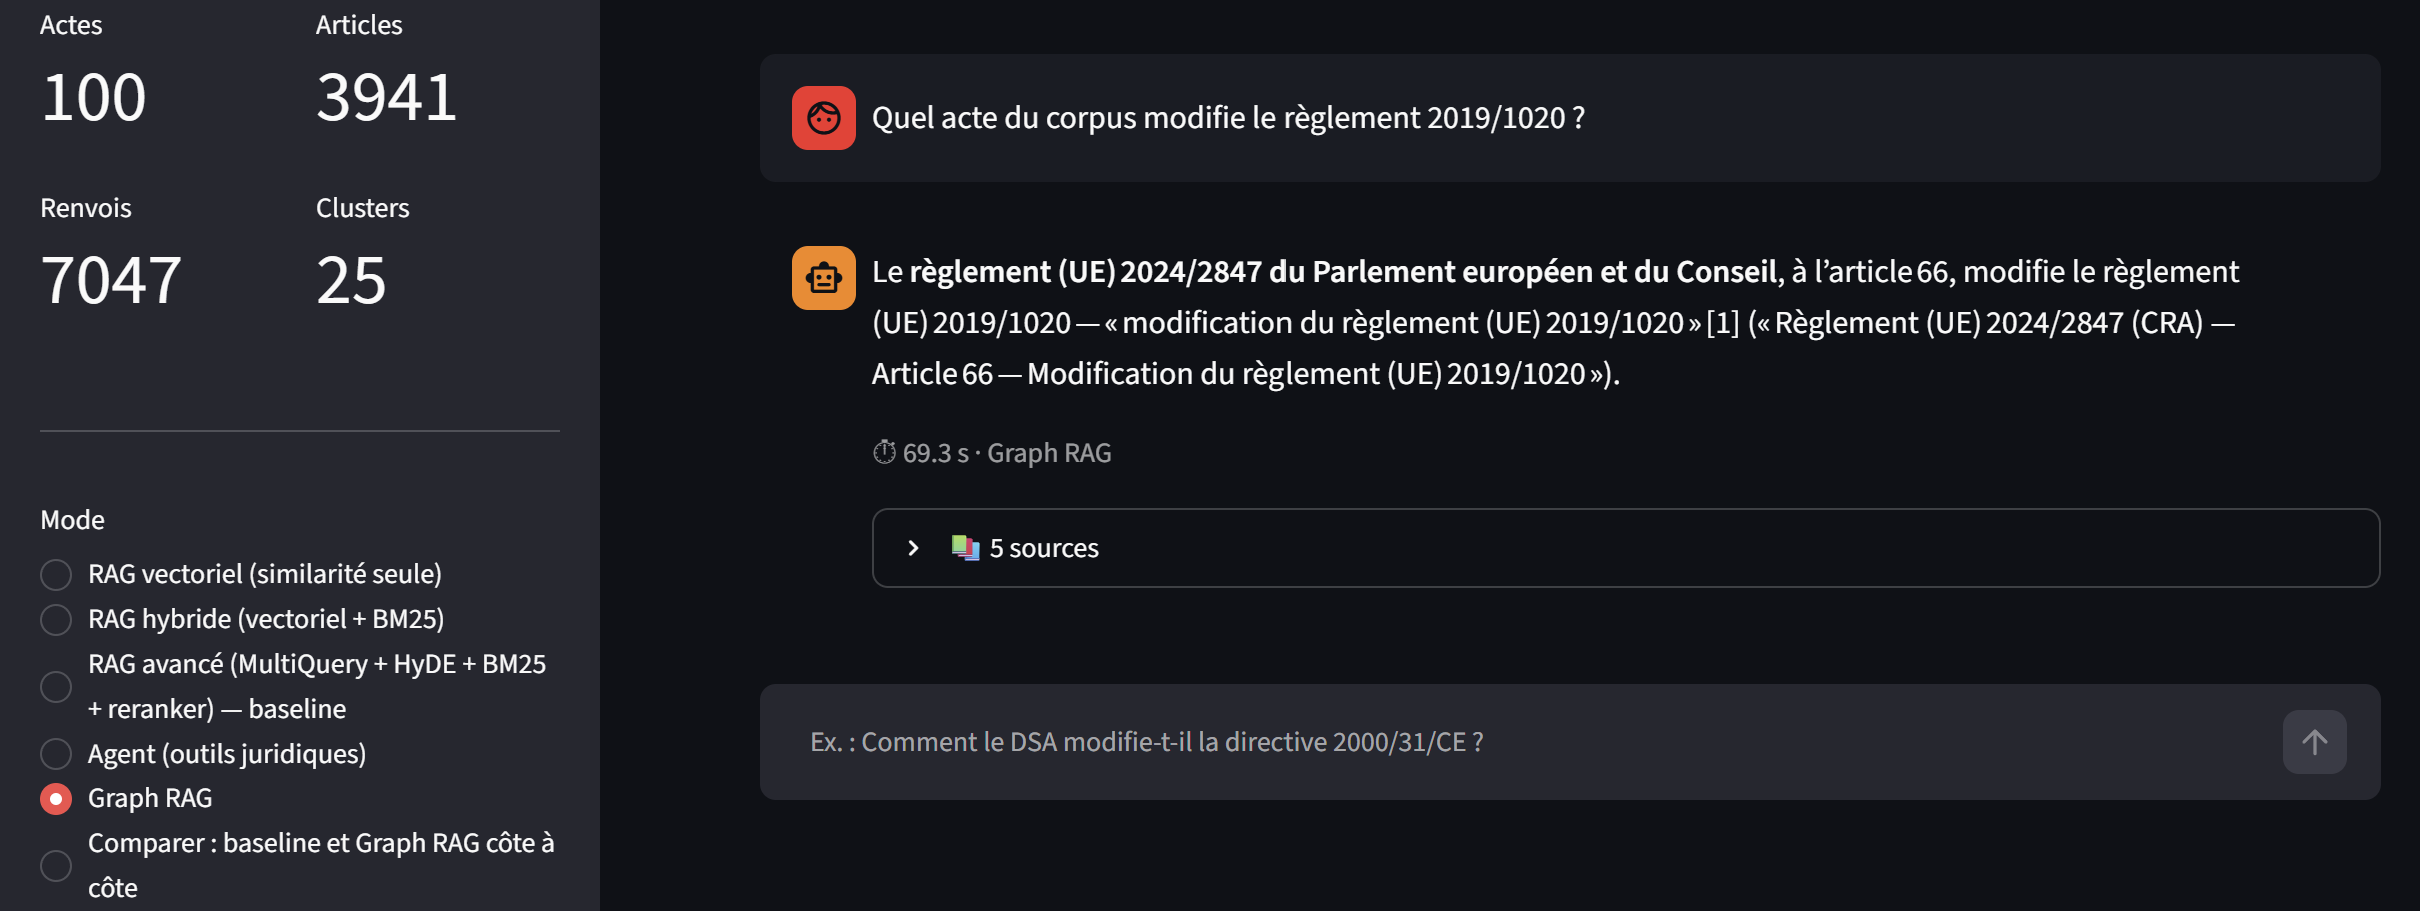 Actes
Articles
100
3941
Renvois
Clusters
7047
25
Mode
RAG vectoriel (similarité seule)
RAG hybride (vectoriel + BM25)
RAG avancé (MultiQuery + HyDE + BM25
+ reranker) — baseline
Agent (outils juridiques)
Graph RAG
Comparer : baseline et Graph RAG côte à
côte
Quel acte du corpus modifie le règlement 2019/1020 ?
Le règlement (UE) 2024/2847 du Parlement européen et du Conseil, à l’article 66, modifie le règlement
(UE) 2019/1020 — « modification du règlement (UE) 2019/1020 » [1] (« Règlement (UE) 2024/2847 (CRA) —
Article 66 — Modification du règlement (UE) 2019/1020 »).
69.3 s · Graph RAG
5 sources
Ex. : Comment le DSA modifie-t-il la directive 2000/31/CE ?